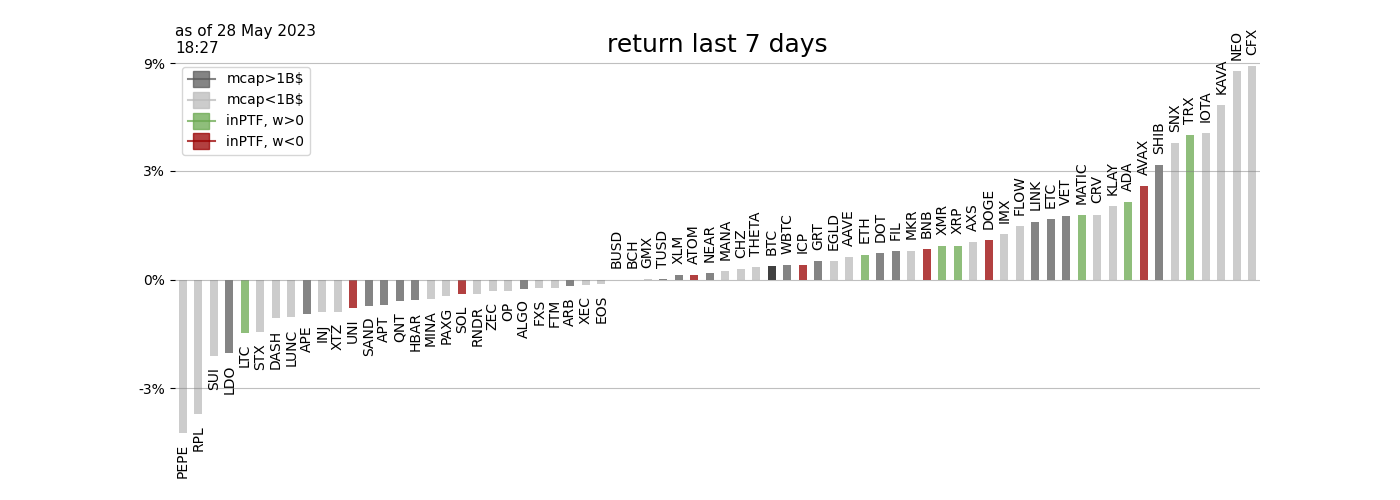 as of 28 May 2023
18:27
return last 7 days
9%
3%
0%
-3%
mcap>1B$
mcap<1B$
inPTF, w>0
inPTF, w<0
PEPE
RPL
SUI
LDO
LTC
STX
DASH
LUNC
APE
INJ
XTZ
UNI
SAND
APT
QNT
HBAR
MINA
PAXG
SOL
RNDR
ZEC
OP
ALGO
FXS
FTM
ARB
XEC
EOS
BUSD
BCH
GMX
TUSD
XLM
ATOM
NEAR
MANA
CHZ
THETA
BTC
WBTC
ICP
GRT
EGLD
AAVE
ETH
DOT
FIL
MKR
BNB
XMR
XRP
AXS
DOGE
IMX
FLOW
LINK
ETC
VET
MATIC
CRV
KLAY
ADA
AVAX
SHIB
SNX
TRX
IOTA
KAVA
NEO
CFX